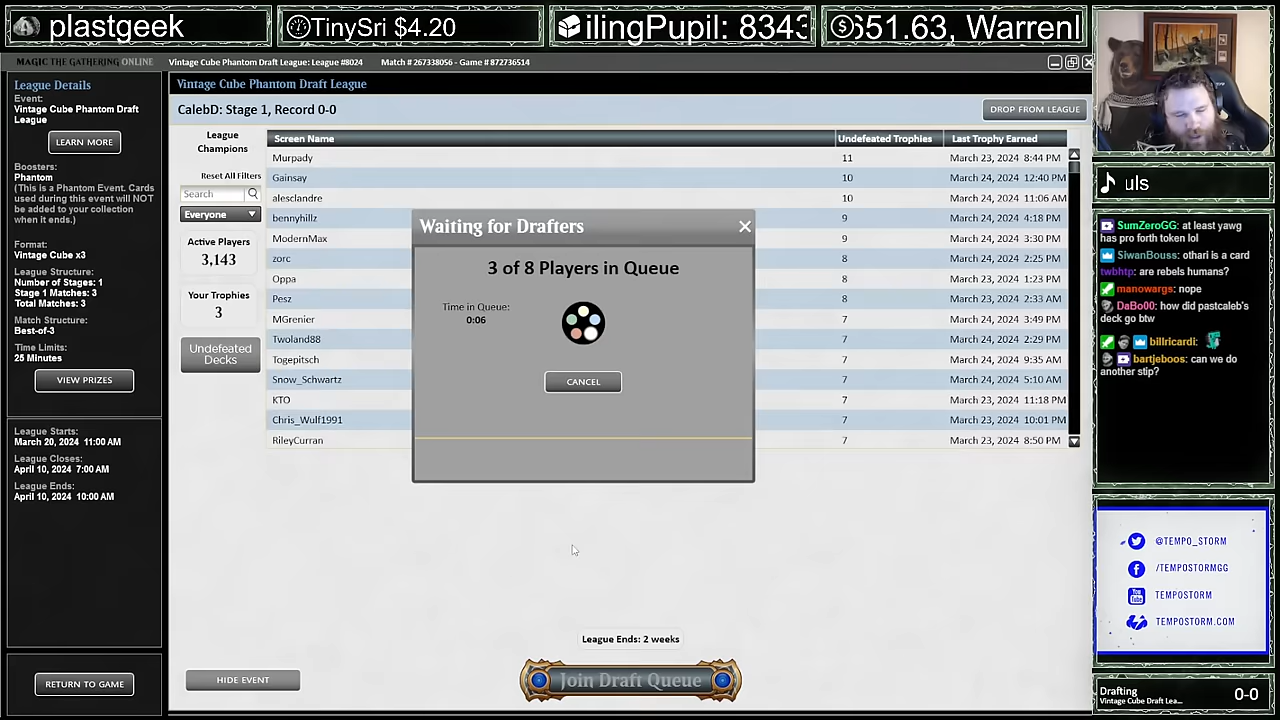 plastgeek
TinySri $4.20
ilingPupil: 8343
651.63, Warrenl
MAGIC: THE GATHERING ONLINE
Vintage Cube Phantom Draft League: League #8024 Match # 267338056 - Game # 872736514
League Details
Event:
Vintage Cube Phantom Draft
League
LEARN MORE
Boosters:
Phantom
(This is a Phantom Event. Cards
used during this event will NOT
be added to your collection
when it ends.)
Format:
Vintage Cube x3
League Structure:
Number of Stages: 1
Stage 1 Matches: 3
Total Matches: 3
Match Structure:
Best-of-3
Time Limits:
25 Minutes
VIEW PRIZES
League Starts:
March 20, 2024 11:00 AM
League Closes:
April 10, 2024 7:00 AM
League Ends:
April 10, 2024 10:00 AM
RETURN TO GAME
Vintage Cube Phantom Draft League
CalebD: Stage 1, Record 0-0
DROP FROM LEAGUE
League
Champions
Reset All Filters
Search
Everyone
Active Players
3,143
Your Trophies
3
Undefeated
Decks
Screen Name Undefeated Trophies Last Trophy Earned
Murpady 11 March 23, 2024 8:44 PM
Gainsay 10 March 24, 2024 12:40 PM
alesclandre 10 March 24, 2024 11:06 AM
bennyhillz 9 March 24, 2024 4:18 PM
ModernMax 9 March 24, 2024 3:30 PM
zorc 8 March 24, 2024 2:25 PM
Oppa 8 March 24, 2024 1:23 PM
Pesz 8 March 24, 2024 2:33 AM
MGrenier 7 March 24, 2024 3:49 PM
Twoland88 7 March 24, 2024 2:29 PM
Togepitsch 7 March 24, 2024 9:35 AM
Snow_Schwartz 7 March 24, 2024 5:10 AM
KTO 7 March 23, 2024 11:18 PM
Chris_Wulf1991 7 March 23, 2024 10:01 PM
RileyCurran 7 March 23, 2024 8:50 PM
Waiting for Drafters
3 of 8 Players in Queue
Time in Queue:
0:06
CANCEL
League Ends: 2 weeks
HIDE EVENT
Join Draft Queue
uls
SumZeroGG: at least yawg
has pro forth token lol
SiwanBouss: othari is a card
twbhtp: are rebels humans?
manowargs: nope
DaBo00: how did pastcaleb's
deck go btw
billricardi:
bartjeboos: can we do
another stip?
@TEMPO_STORM
/TEMPOSTORMGG
TEMPOSTORM
TEMPOSTORM.COM
Drafting
Vintage Cube Draft Lea...
0-0